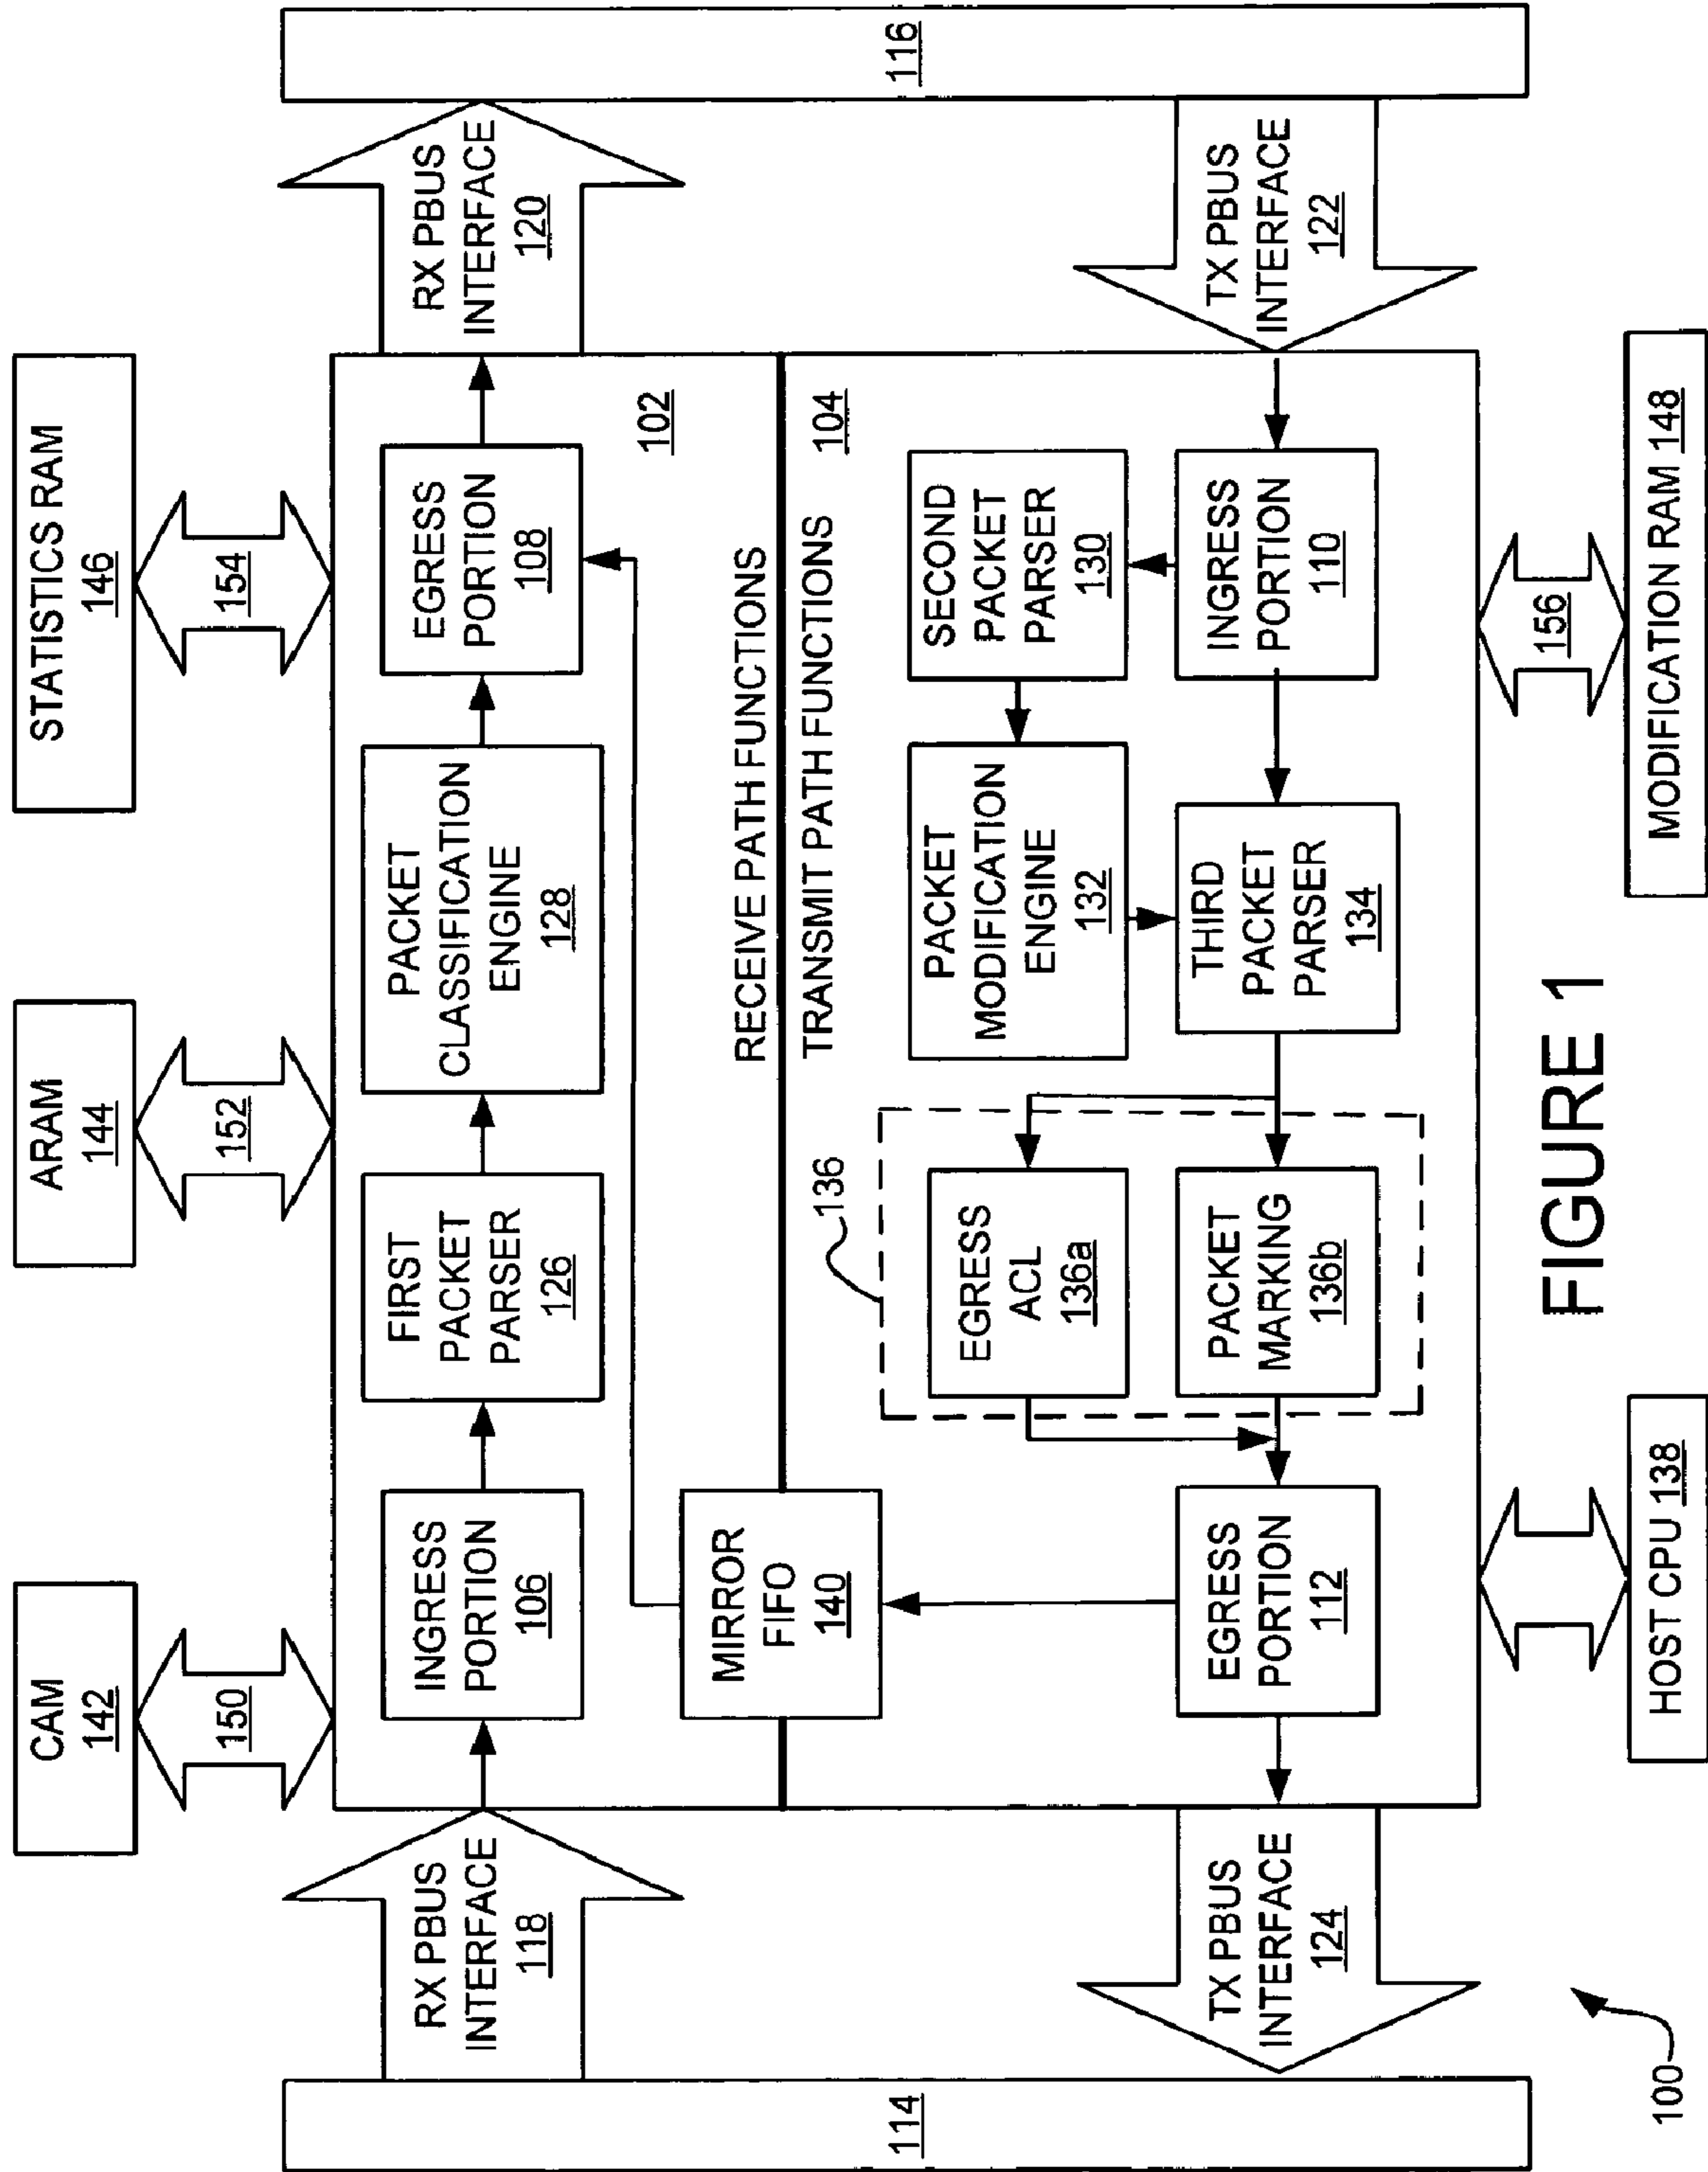 CAM
142
ARAM
144
STATISTICS RAM
146
150
152
154
114
RX PBUS
INTERFACE
118
INGRESS
PORTION
106
FIRST
PACKET
PARSER
126
PACKET
CLASSIFICATION
ENGINE
128
EGRESS
PORTION
108
102
RX PBUS
INTERFACE
120
116
MIRROR
FIFO
140
RECEIVE PATH FUNCTIONS
TRANSMIT PATH FUNCTIONS
104
136
EGRESS
ACL
136a
PACKET
MODIFICATION
ENGINE
132
SECOND
PACKET
PARSER
130
TX PBUS
INTERFACE
124
EGRESS
PORTION
112
PACKET
MARKING
136b
THIRD
PACKET
PARSER
134
INGRESS
PORTION
110
TX PBUS
INTERFACE
122
156
HOST CPU 138
MODIFICATION RAM 148
100
FIGURE 1